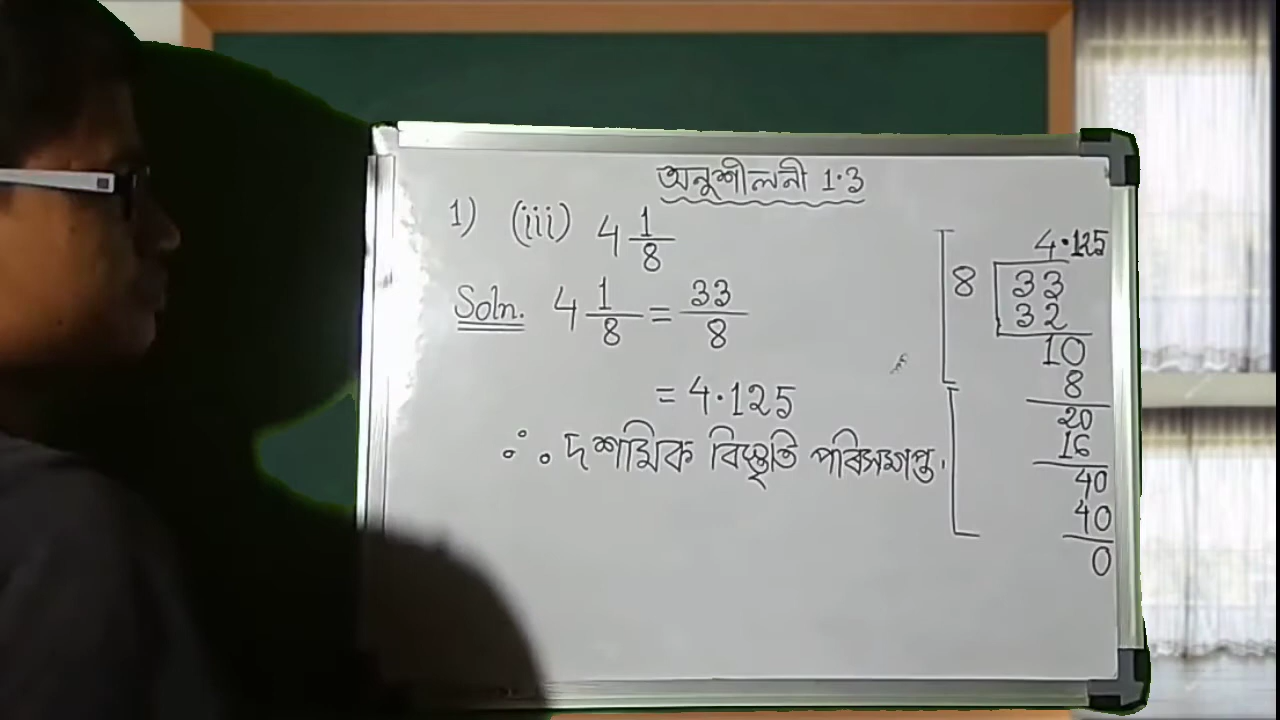 অনুশীলনী 1.3
1) (iii) 4 1/8
Soln. 4 1/8 = 33/8
= 4.125
∴ দশমিক বিস্তৃতি পৰিসমাপ্ত.
4.125
8 33
32
10
8
20
16
40
40
0